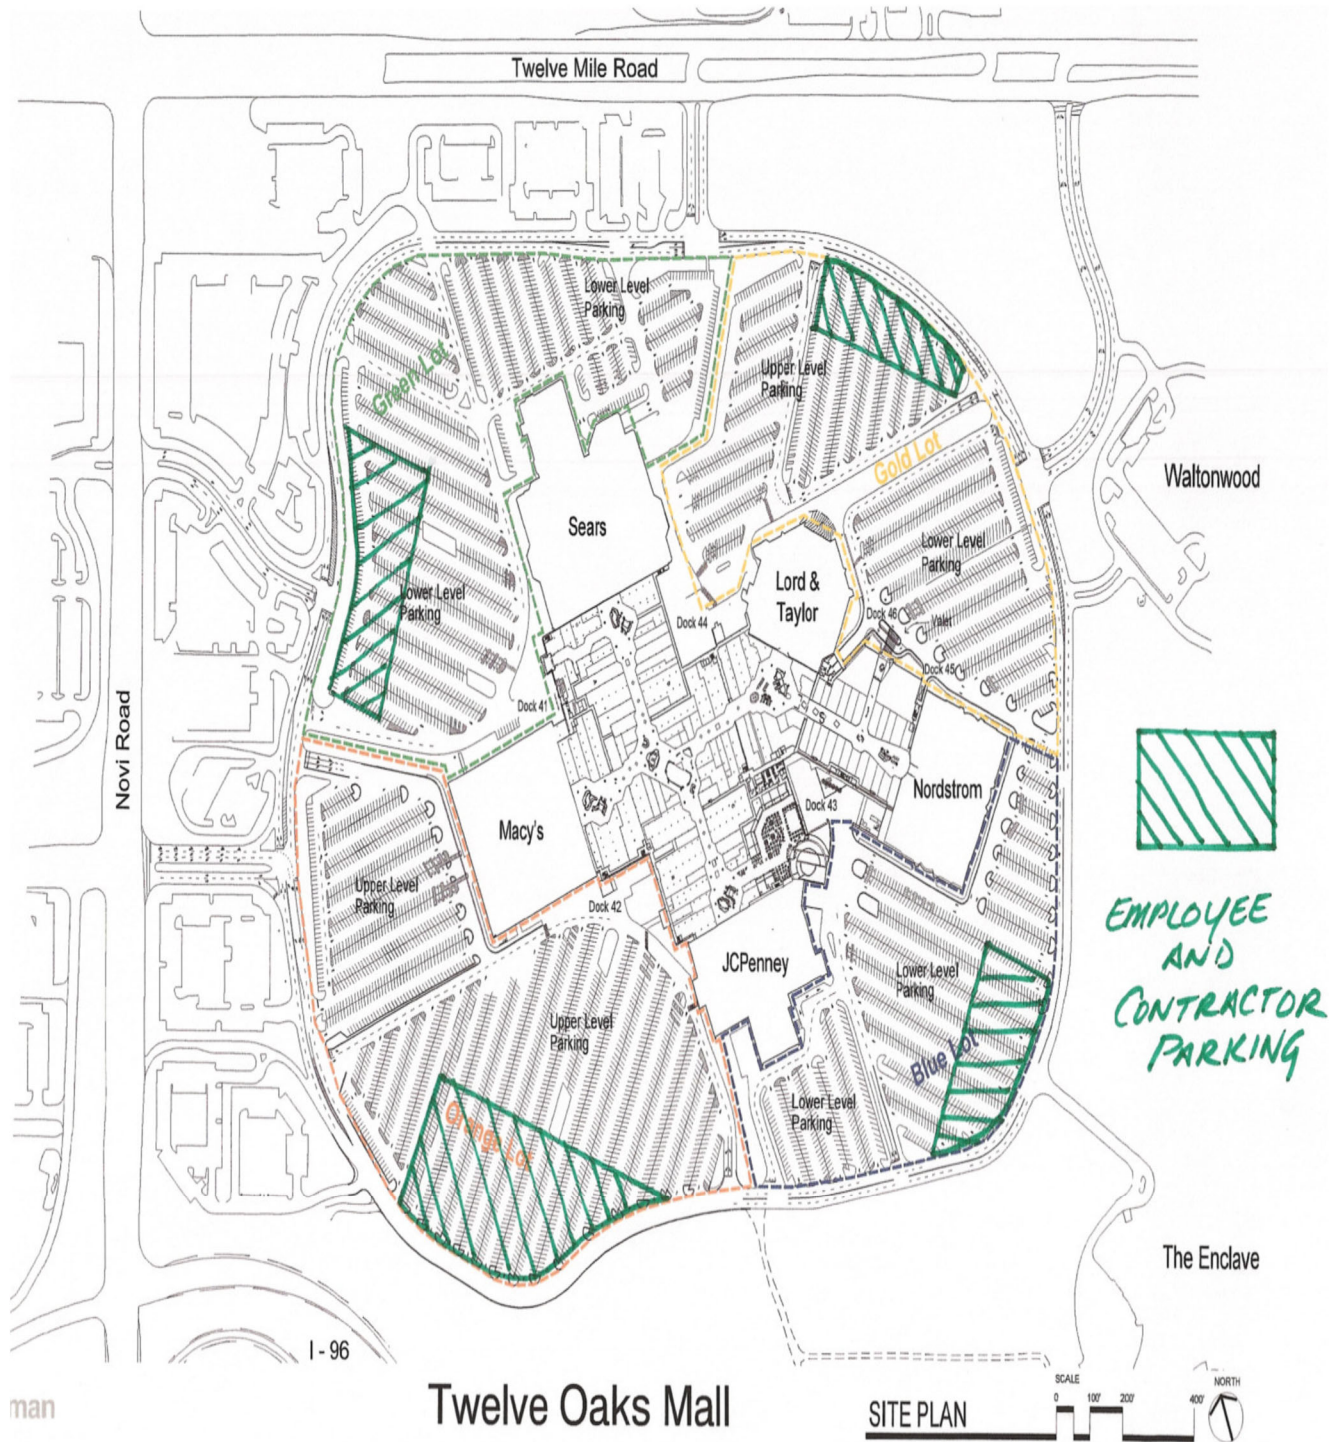 Twelve Mile Road
Lower Level
Parking
Green Lot
Upper Level
Parking
Gold Lot
Waltonwood
Sears
Lower Level
Parking
Lord &
Taylor
Lower Level
Parking
Dock 44
Dock 46
Valet
Dock 45
Dock 41
Novi Road
Nordstrom
Dock 43
Macy's
Upper Level
Parking
Dock 42
EMPLOYEE
AND
CONTRACTOR
PARKING
JCPenney
Lower Level
Parking
Upper Level
Parking
Blue Lot
Orange Lot
Lower Level
Parking
The Enclave
I - 96
man
Twelve Oaks Mall
SITE PLAN
SCALE
0 100' 200' 400'
NORTH